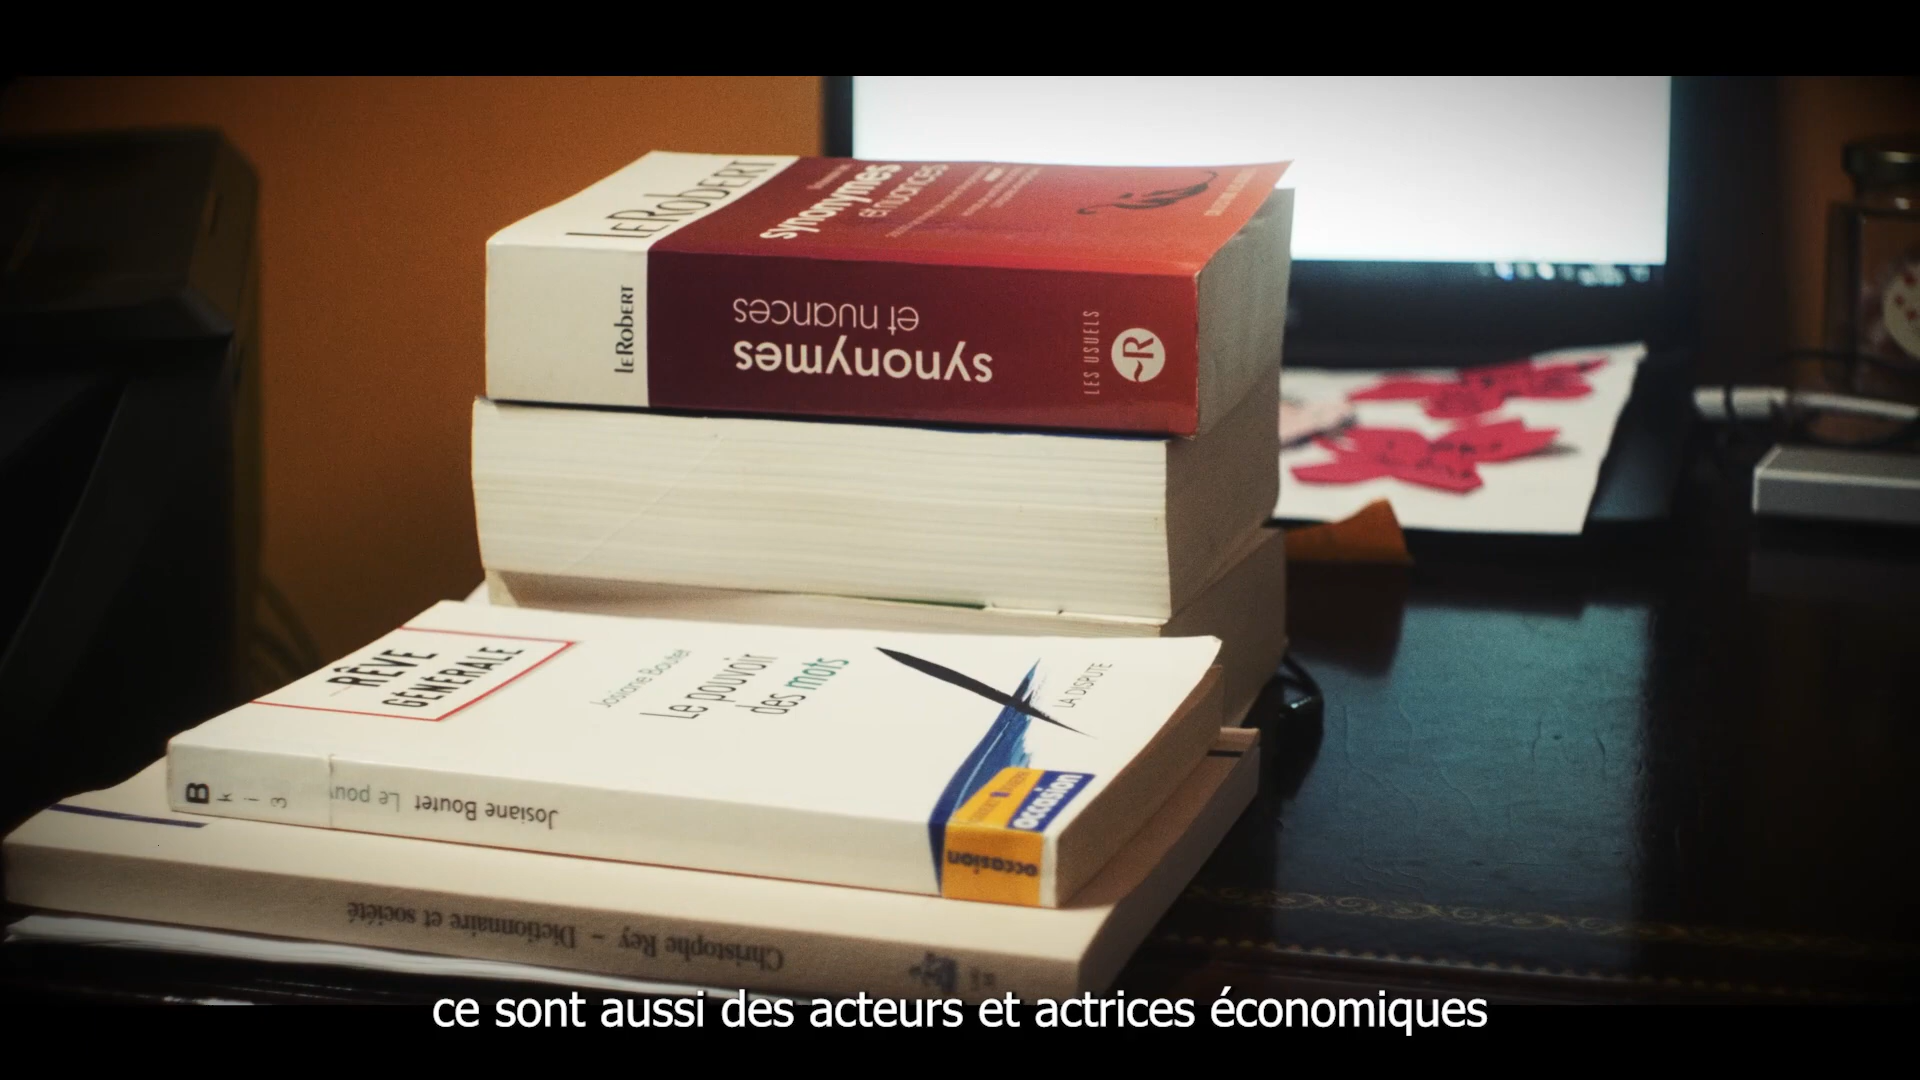 LE ROBERT
synonymes
et nuances
LE ROBERT
synonymes
et nuances
LES USUELS
R
RÊVE
GÉNÉRALE
Josiane Boutet
Le pouvoir
des mots
LA DISPUTE
B
k
i
3
Josiane Boutet Le pouv
occasion
occasion
Christophe Rey – Dictionnaire et société
ce sont aussi des acteurs et actrices économiques